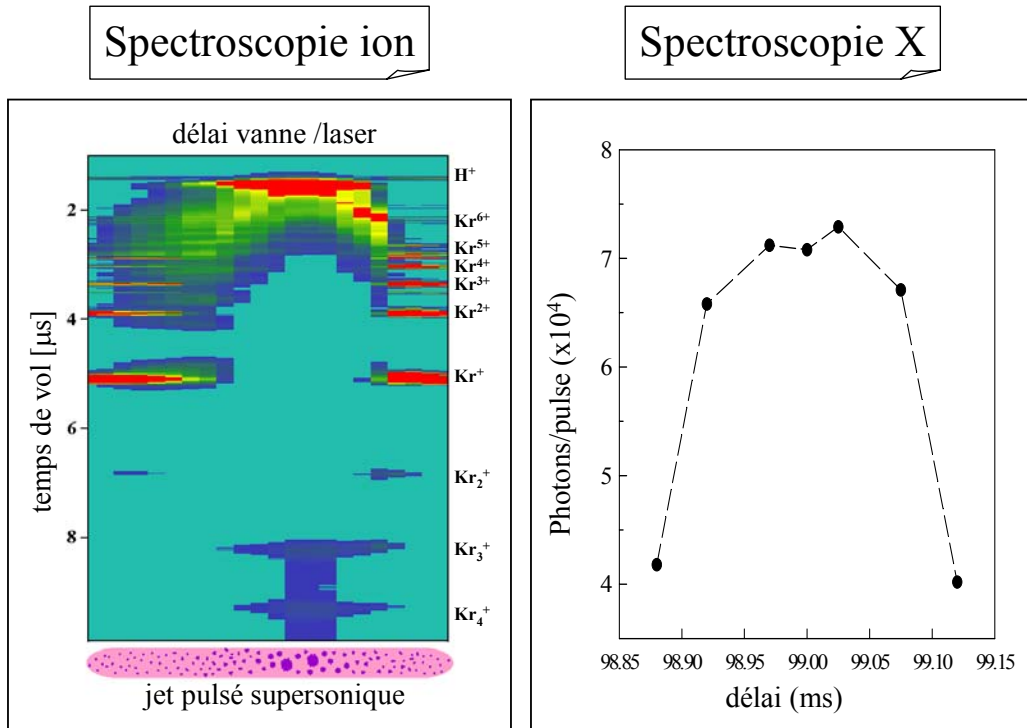 Spectroscopie ion
Spectroscopie X
délai vanne /laser
temps de vol [µs]
2
4
6
8
H⁺
Kr⁶⁺
Kr⁵⁺
Kr⁴⁺
Kr³⁺
Kr²⁺
Kr⁺
Kr₂⁺
Kr₃⁺
Kr₄⁺
jet pulsé supersonique
Photons/pulse (x10⁴)
8
7
6
5
4
98.85 98.90 98.95 99.00 99.05 99.10 99.15
délai (ms)